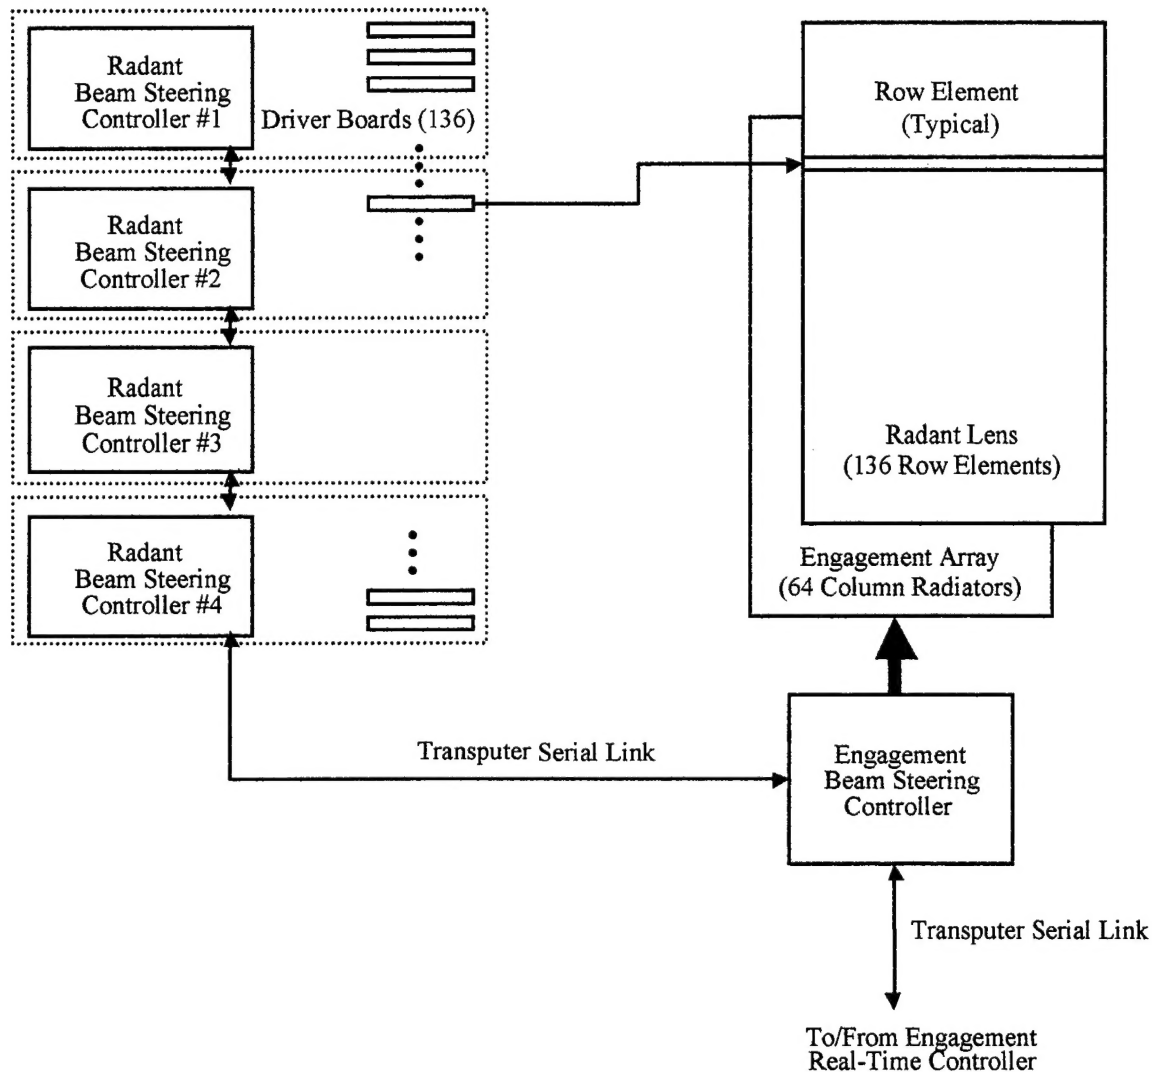 Radant
Beam Steering
Controller #1
Driver Boards (136)
Radant
Beam Steering
Controller #2
Radant
Beam Steering
Controller #3
Radant
Beam Steering
Controller #4
Row Element
(Typical)
Radant Lens
(136 Row Elements)
Engagement Array
(64 Column Radiators)
Transputer Serial Link
Engagement
Beam Steering
Controller
Transputer Serial Link
To/From Engagement
Real-Time Controller